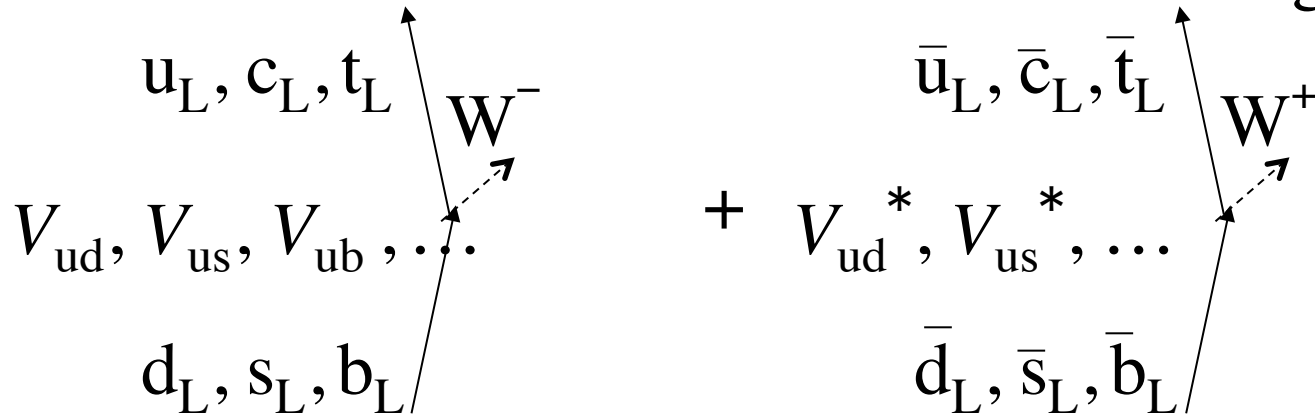 u_L, c_L, t_L
W⁻
V_ud, V_us, V_ub, ...
d_L, s_L, b_L
+
ū_L, c̄_L, t̄_L
W⁺
V_ud*, V_us*, ...
d̄_L, s̄_L, b̄_L